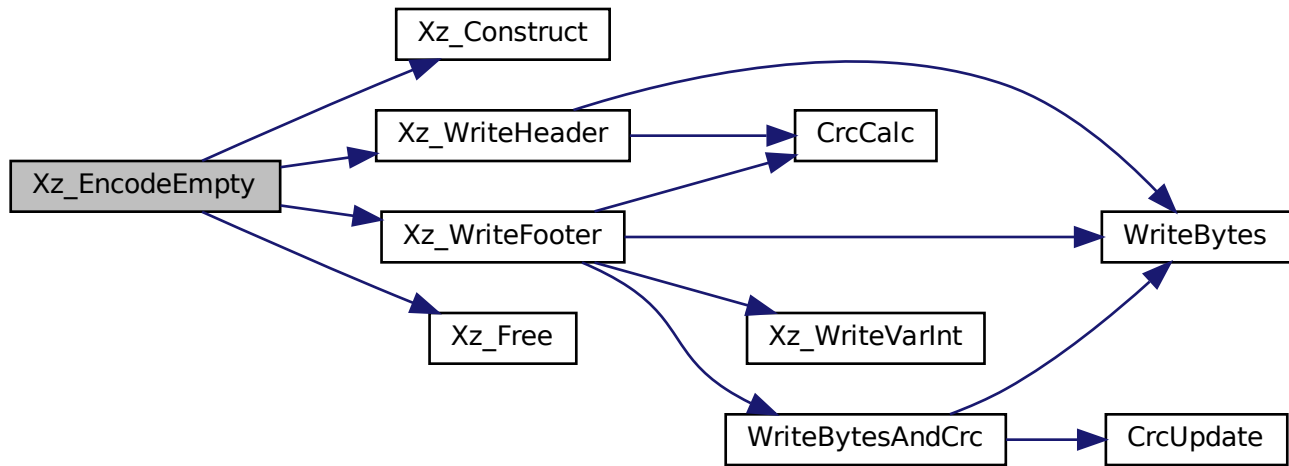 Xz_Construct
Xz_WriteHeader
CrcCalc
Xz_EncodeEmpty
Xz_WriteFooter
WriteBytes
Xz_Free
Xz_WriteVarInt
WriteBytesAndCrc
CrcUpdate